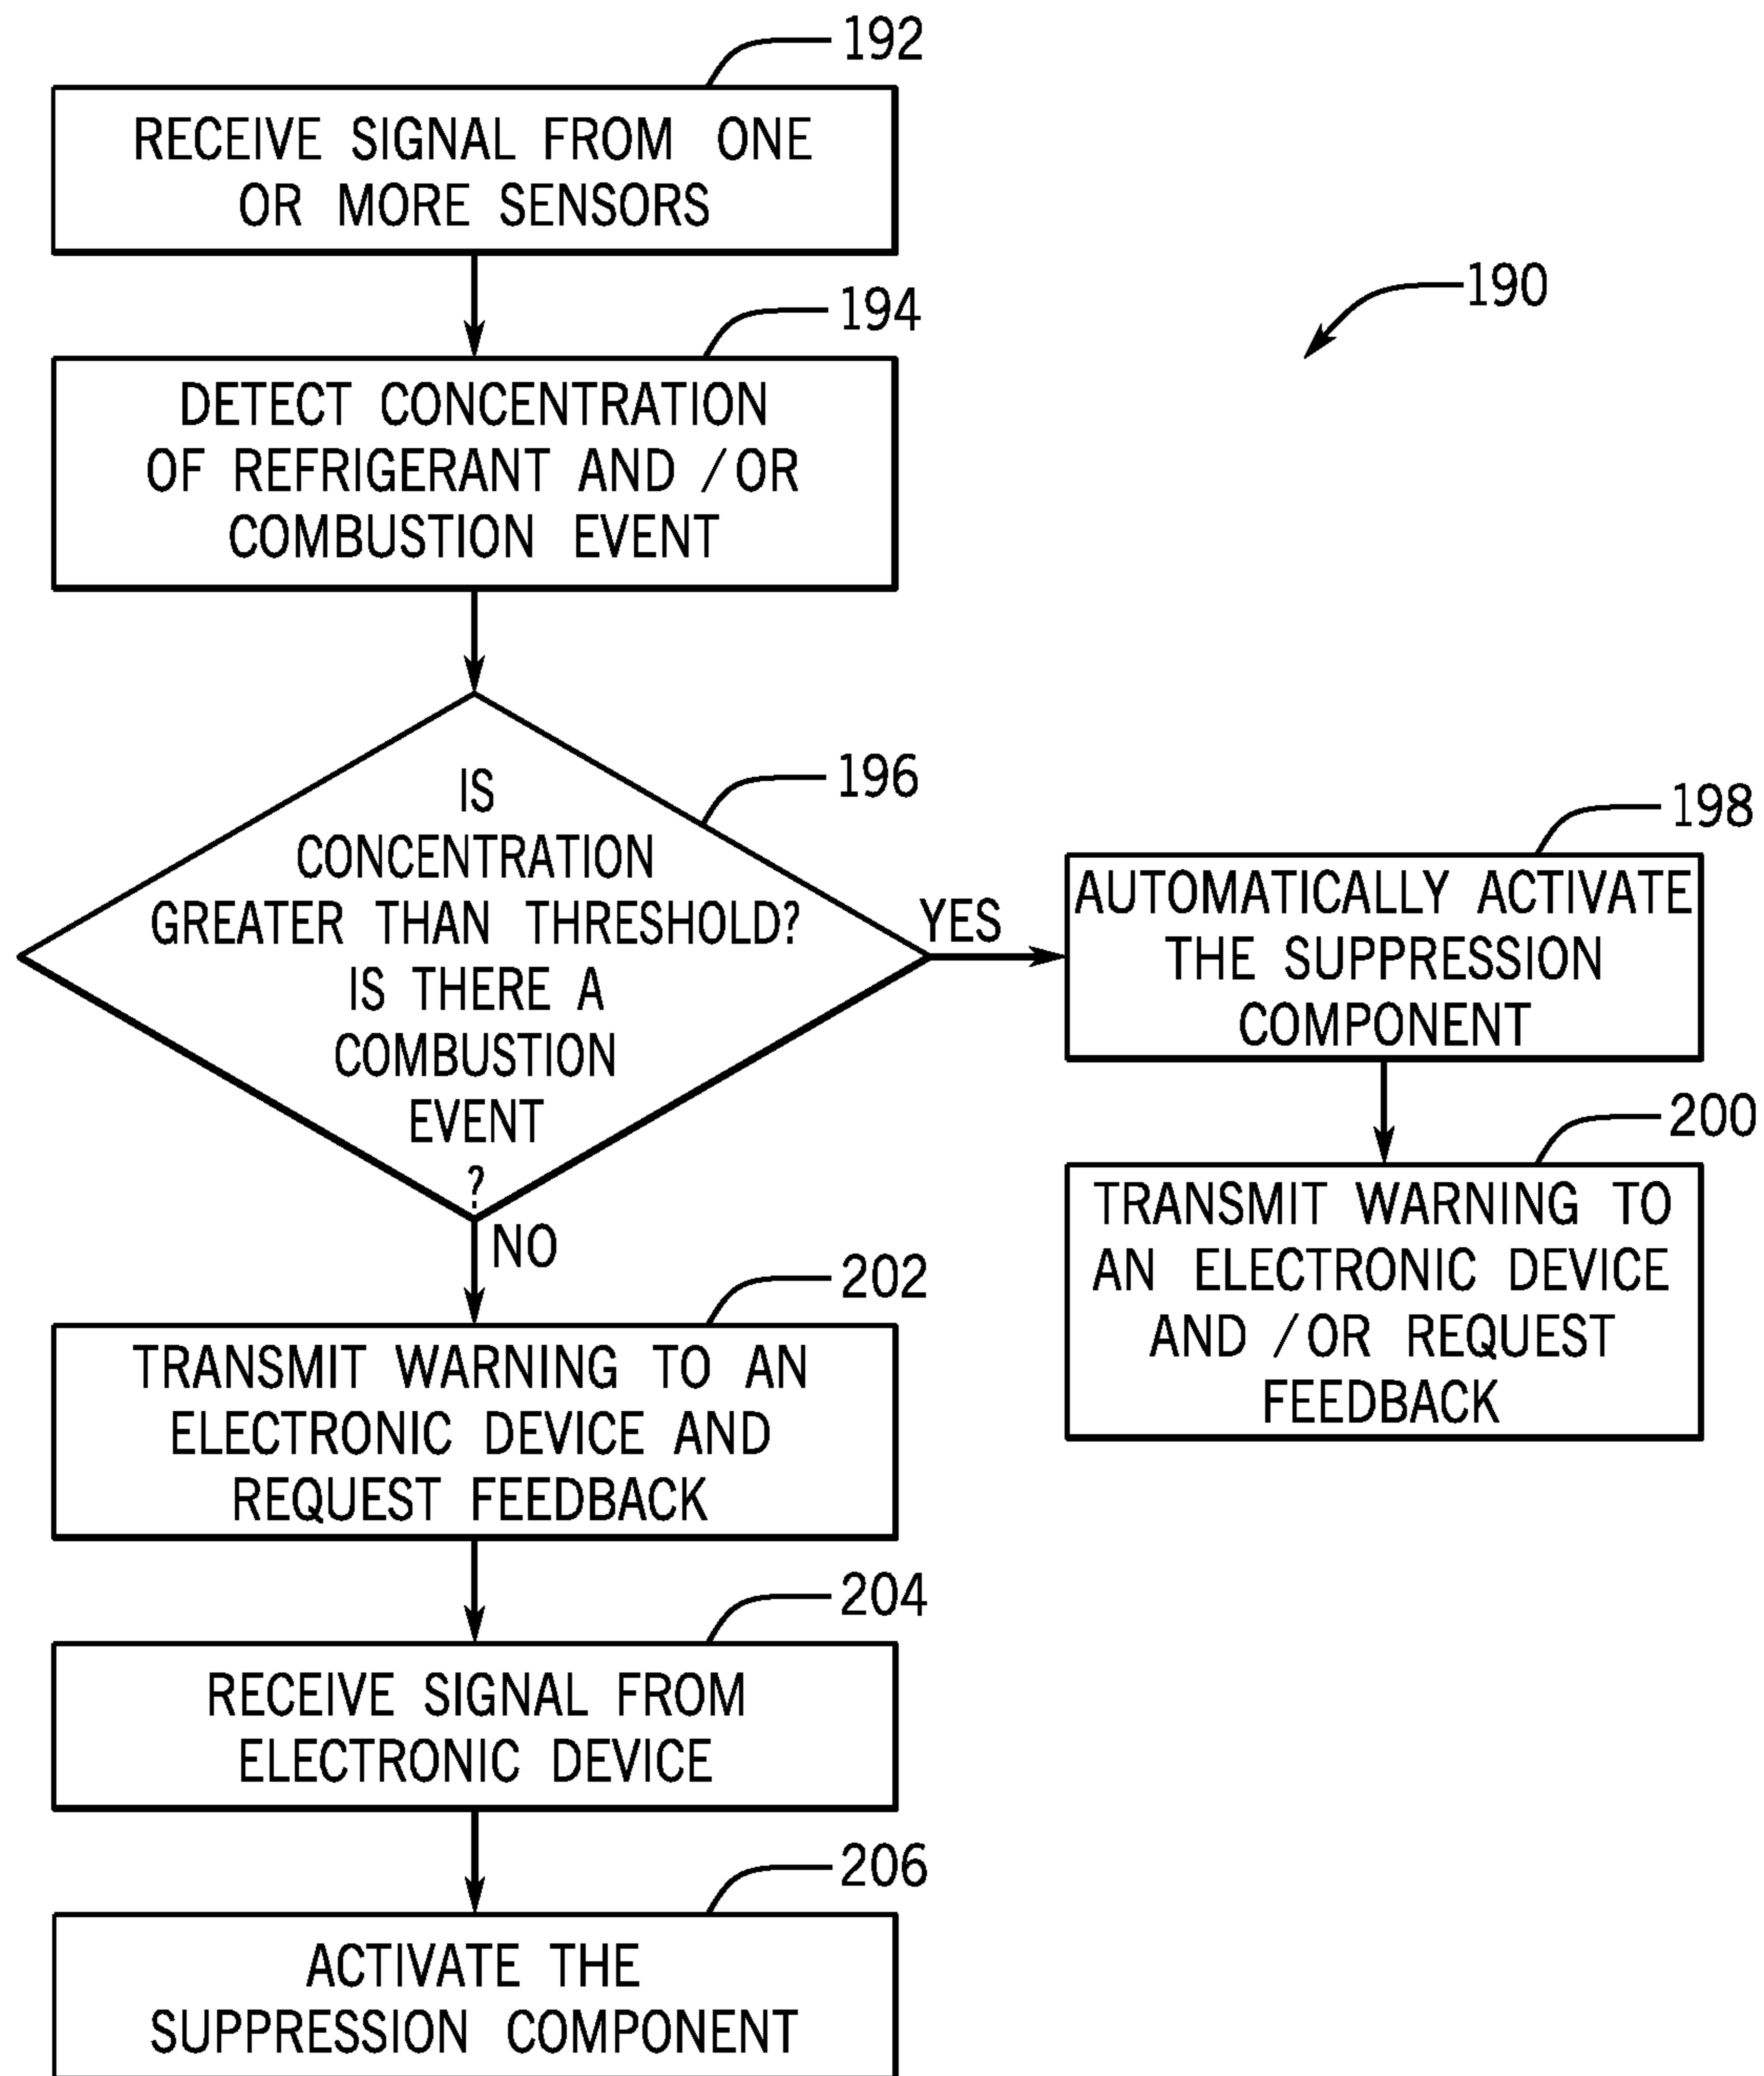 192
RECEIVE SIGNAL FROM ONE
OR MORE SENSORS
190
194
DETECT CONCENTRATION
OF REFRIGERANT AND /OR
COMBUSTION EVENT
196
IS
CONCENTRATION
GREATER THAN THRESHOLD?
IS THERE A
COMBUSTION
EVENT
?
YES
NO
198
AUTOMATICALLY ACTIVATE
THE SUPPRESSION
COMPONENT
200
TRANSMIT WARNING TO
AN ELECTRONIC DEVICE
AND /OR REQUEST
FEEDBACK
202
TRANSMIT WARNING TO AN
ELECTRONIC DEVICE AND
REQUEST FEEDBACK
204
RECEIVE SIGNAL FROM
ELECTRONIC DEVICE
206
ACTIVATE THE
SUPPRESSION COMPONENT